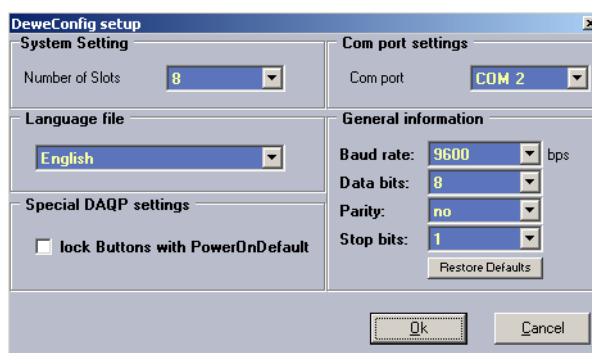 DeweConfig setup
System Setting
Number of Slots 8
Com port settings
Com port COM 2
Language file
English
General information
Baud rate: 9600 bps
Data bits: 8
Parity: no
Stop bits: 1
Restore Defaults
Special DAQP settings
lock Buttons with PowerOnDefault
Ok Cancel